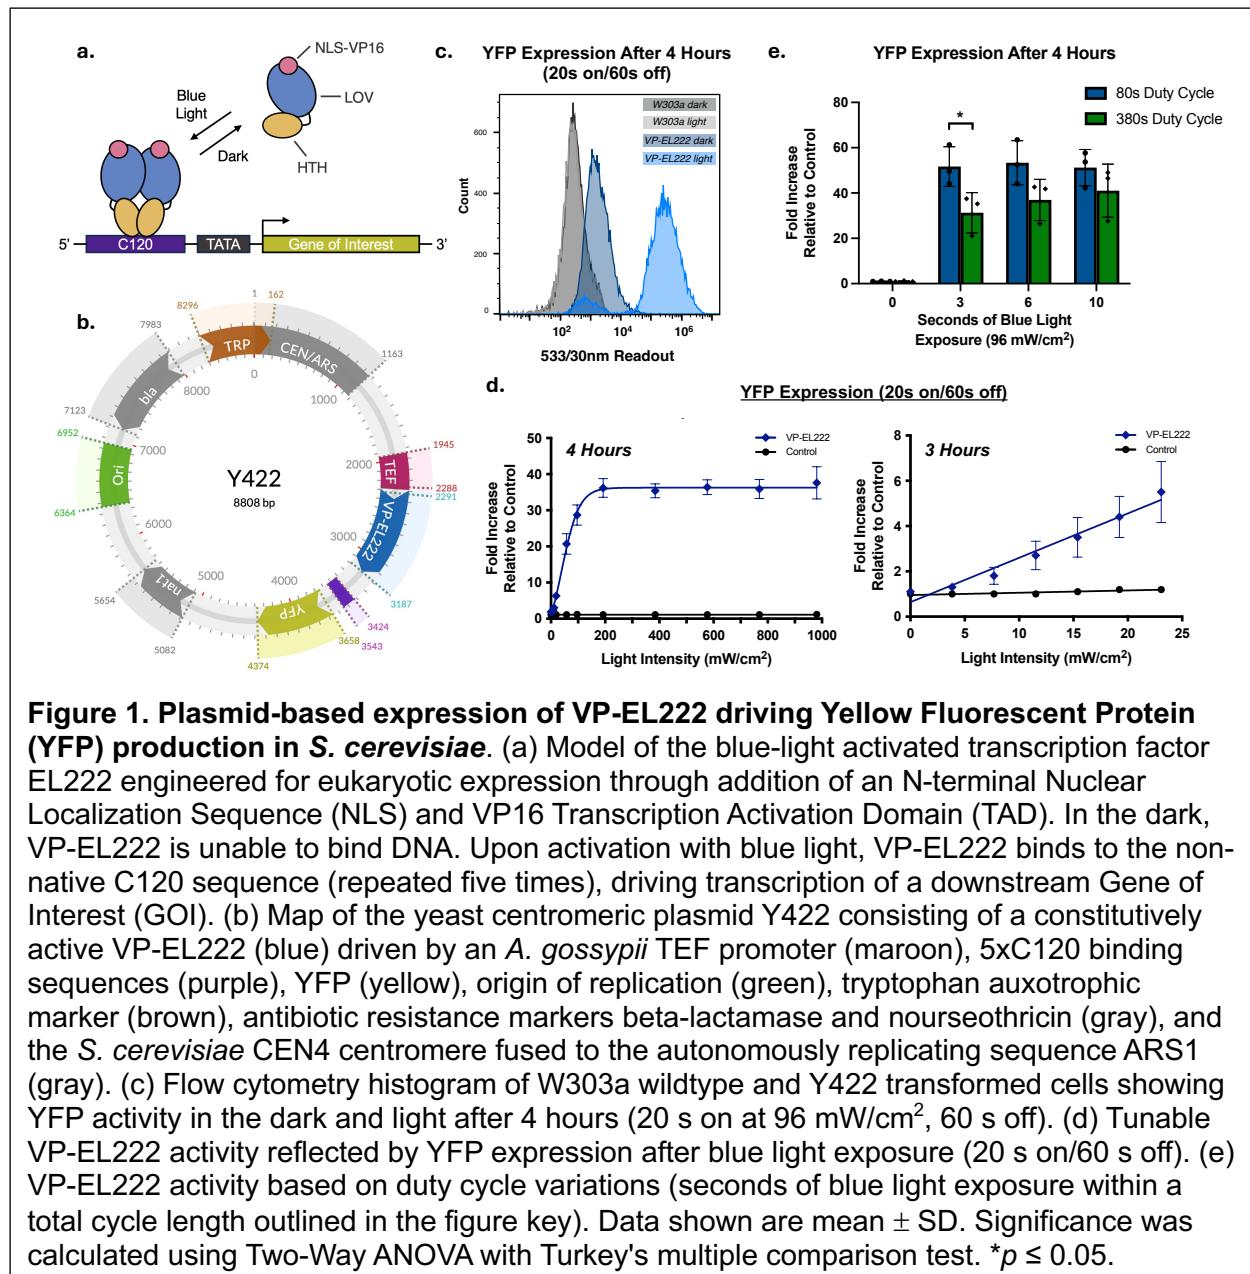 a.
NLS-VP16
Blue
Light
LOV
Dark
HTH
5'
C120
TATA
Gene of Interest
3'
b.
Y422
8808 bp
1
162
1163
1945
2288
2291
3187
3424
3543
3658
4374
5082
5654
6364
6952
7123
7983
8296
0
1000
2000
3000
4000
5000
6000
7000
8000
TRP
CEN/ARS
TEF
VP-EL222
YFP
nat1
Ori
bla
c.
YFP Expression After 4 Hours
(20s on/60s off)
W303a dark
W303a light
VP-EL222 dark
VP-EL222 light
Count
600
400
200
0
10²
10⁴
10⁶
533/30nm Readout
e.
YFP Expression After 4 Hours
80s Duty Cycle
380s Duty Cycle
*
Fold Increase
Relative to Control
80
60
40
20
0
0
3
6
10
Seconds of Blue Light
Exposure (96 mW/cm²)
d.
YFP Expression (20s on/60s off)
4 Hours
VP-EL222
Control
Fold Increase
Relative to Control
50
40
30
20
10
0
0
200
400
600
800
1000
Light Intensity (mW/cm²)
3 Hours
VP-EL222
Control
Fold Increase
Relative to Control
8
6
4
2
0
0
5
10
15
20
25
Light Intensity (mW/cm²)
Figure 1. Plasmid-based expression of VP-EL222 driving Yellow Fluorescent Protein
(YFP) production in S. cerevisiae. (a) Model of the blue-light activated transcription factor
EL222 engineered for eukaryotic expression through addition of an N-terminal Nuclear
Localization Sequence (NLS) and VP16 Transcription Activation Domain (TAD). In the dark,
VP-EL222 is unable to bind DNA. Upon activation with blue light, VP-EL222 binds to the non-
native C120 sequence (repeated five times), driving transcription of a downstream Gene of
Interest (GOI). (b) Map of the yeast centromeric plasmid Y422 consisting of a constitutively
active VP-EL222 (blue) driven by an A. gossypii TEF promoter (maroon), 5xC120 binding
sequences (purple), YFP (yellow), origin of replication (green), tryptophan auxotrophic
marker (brown), antibiotic resistance markers beta-lactamase and nourseothricin (gray), and
the S. cerevisiae CEN4 centromere fused to the autonomously replicating sequence ARS1
(gray). (c) Flow cytometry histogram of W303a wildtype and Y422 transformed cells showing
YFP activity in the dark and light after 4 hours (20 s on at 96 mW/cm², 60 s off). (d) Tunable
VP-EL222 activity reflected by YFP expression after blue light exposure (20 s on/60 s off). (e)
VP-EL222 activity based on duty cycle variations (seconds of blue light exposure within a
total cycle length outlined in the figure key). Data shown are mean ± SD. Significance was
calculated using Two-Way ANOVA with Turkey's multiple comparison test. *p ≤ 0.05.